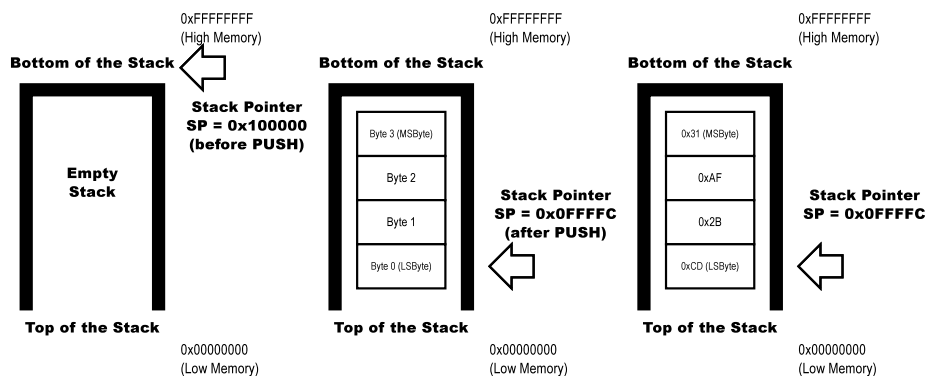 0xFFFFFFFF
(High Memory)
Bottom of the Stack
Stack Pointer
SP = 0x100000
(before PUSH)
Empty
Stack
Top of the Stack
0x00000000
(Low Memory)
0xFFFFFFFF
(High Memory)
Bottom of the Stack
Byte 3 (MSByte)
Byte 2
Byte 1
Byte 0 (LSByte)
Stack Pointer
SP = 0x0FFFFC
(after PUSH)
Top of the Stack
0x00000000
(Low Memory)
0xFFFFFFFF
(High Memory)
Bottom of the Stack
0x31 (MSByte)
0xAF
0x2B
0xCD (LSByte)
Stack Pointer
SP = 0x0FFFFC
Top of the Stack
0x00000000
(Low Memory)